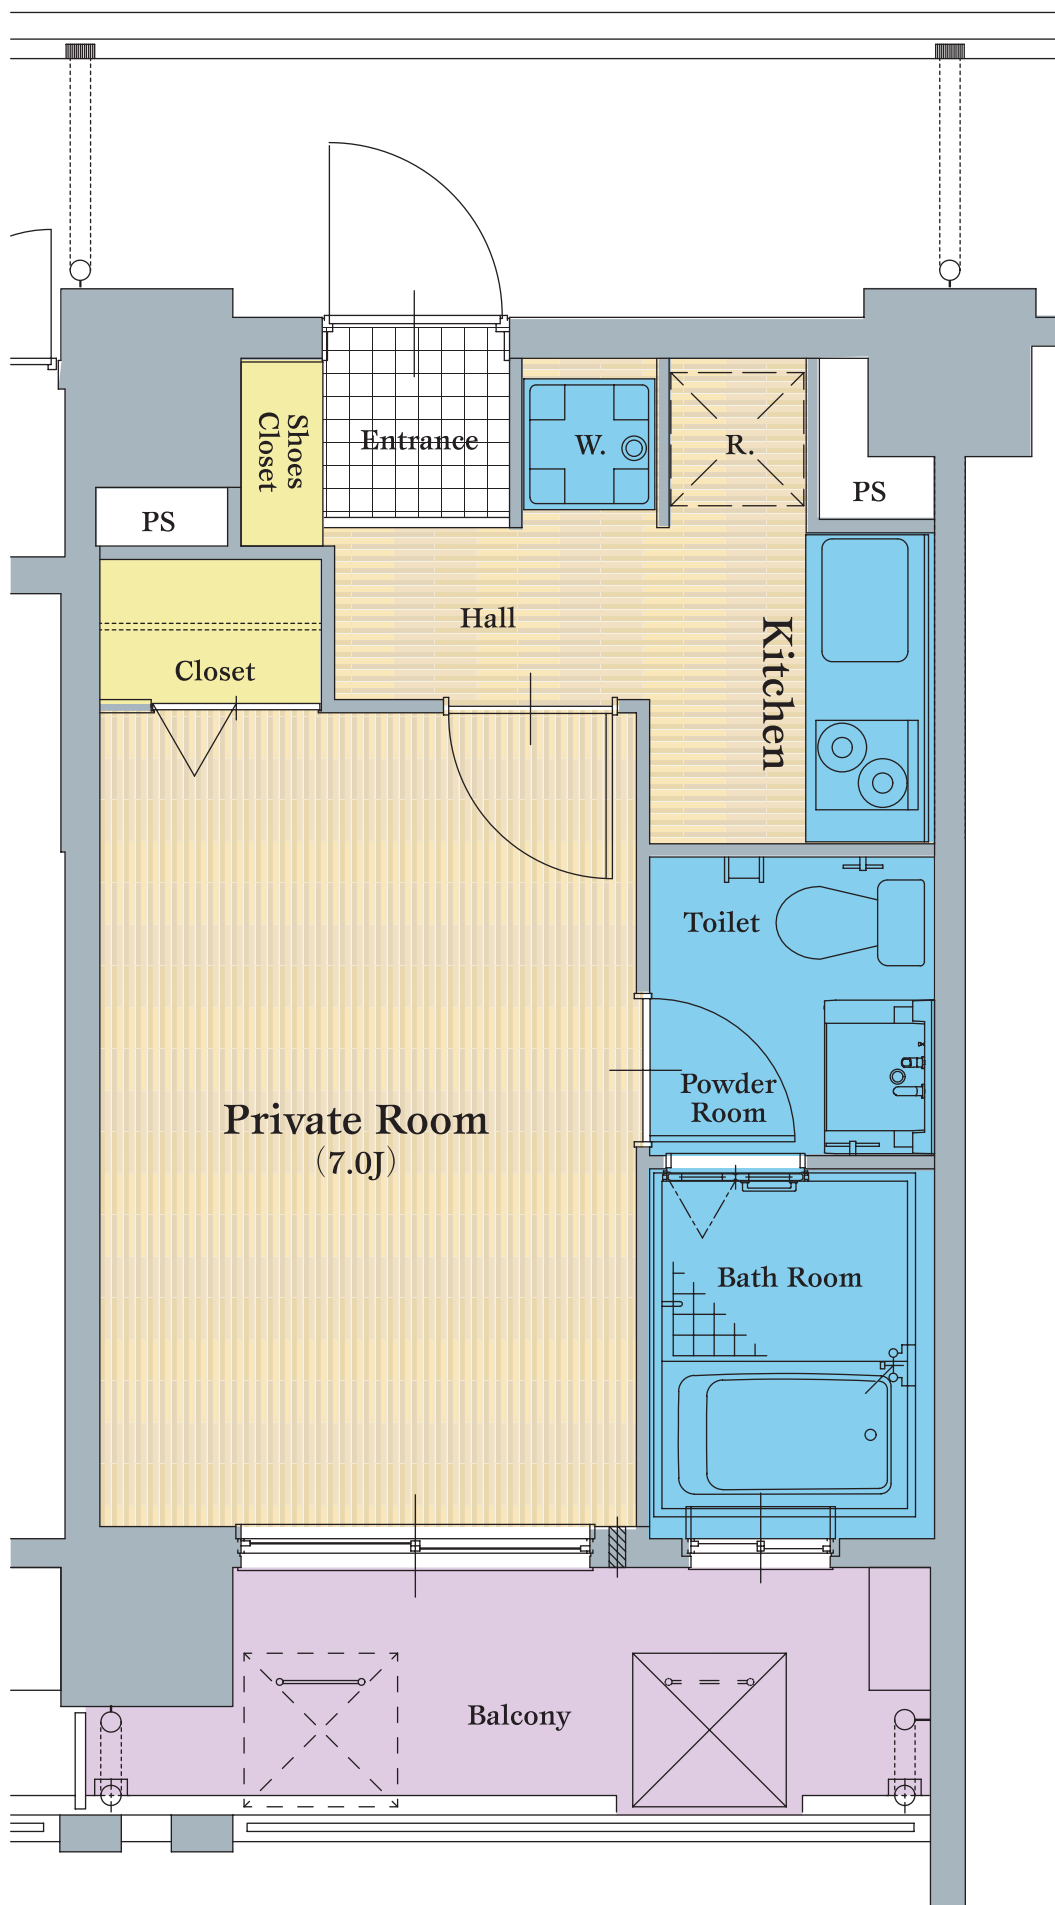 Shoes
Closet
Entrance
W.
R.
PS
PS
Hall
Kitchen
Closet
Toilet
Powder
Room
Private Room
(7.0J)
Bath Room
Balcony